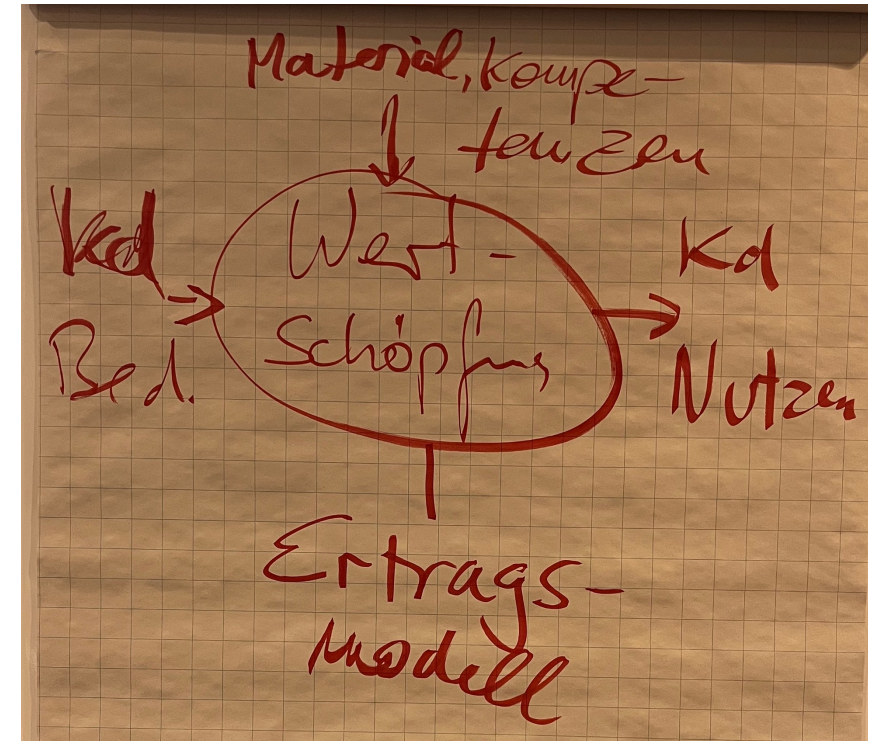 Material, Kompe-
tenzen
Kd
Bed.
Wert-
Schöpfung
Kd
Nutzen
Ertrags-
modell